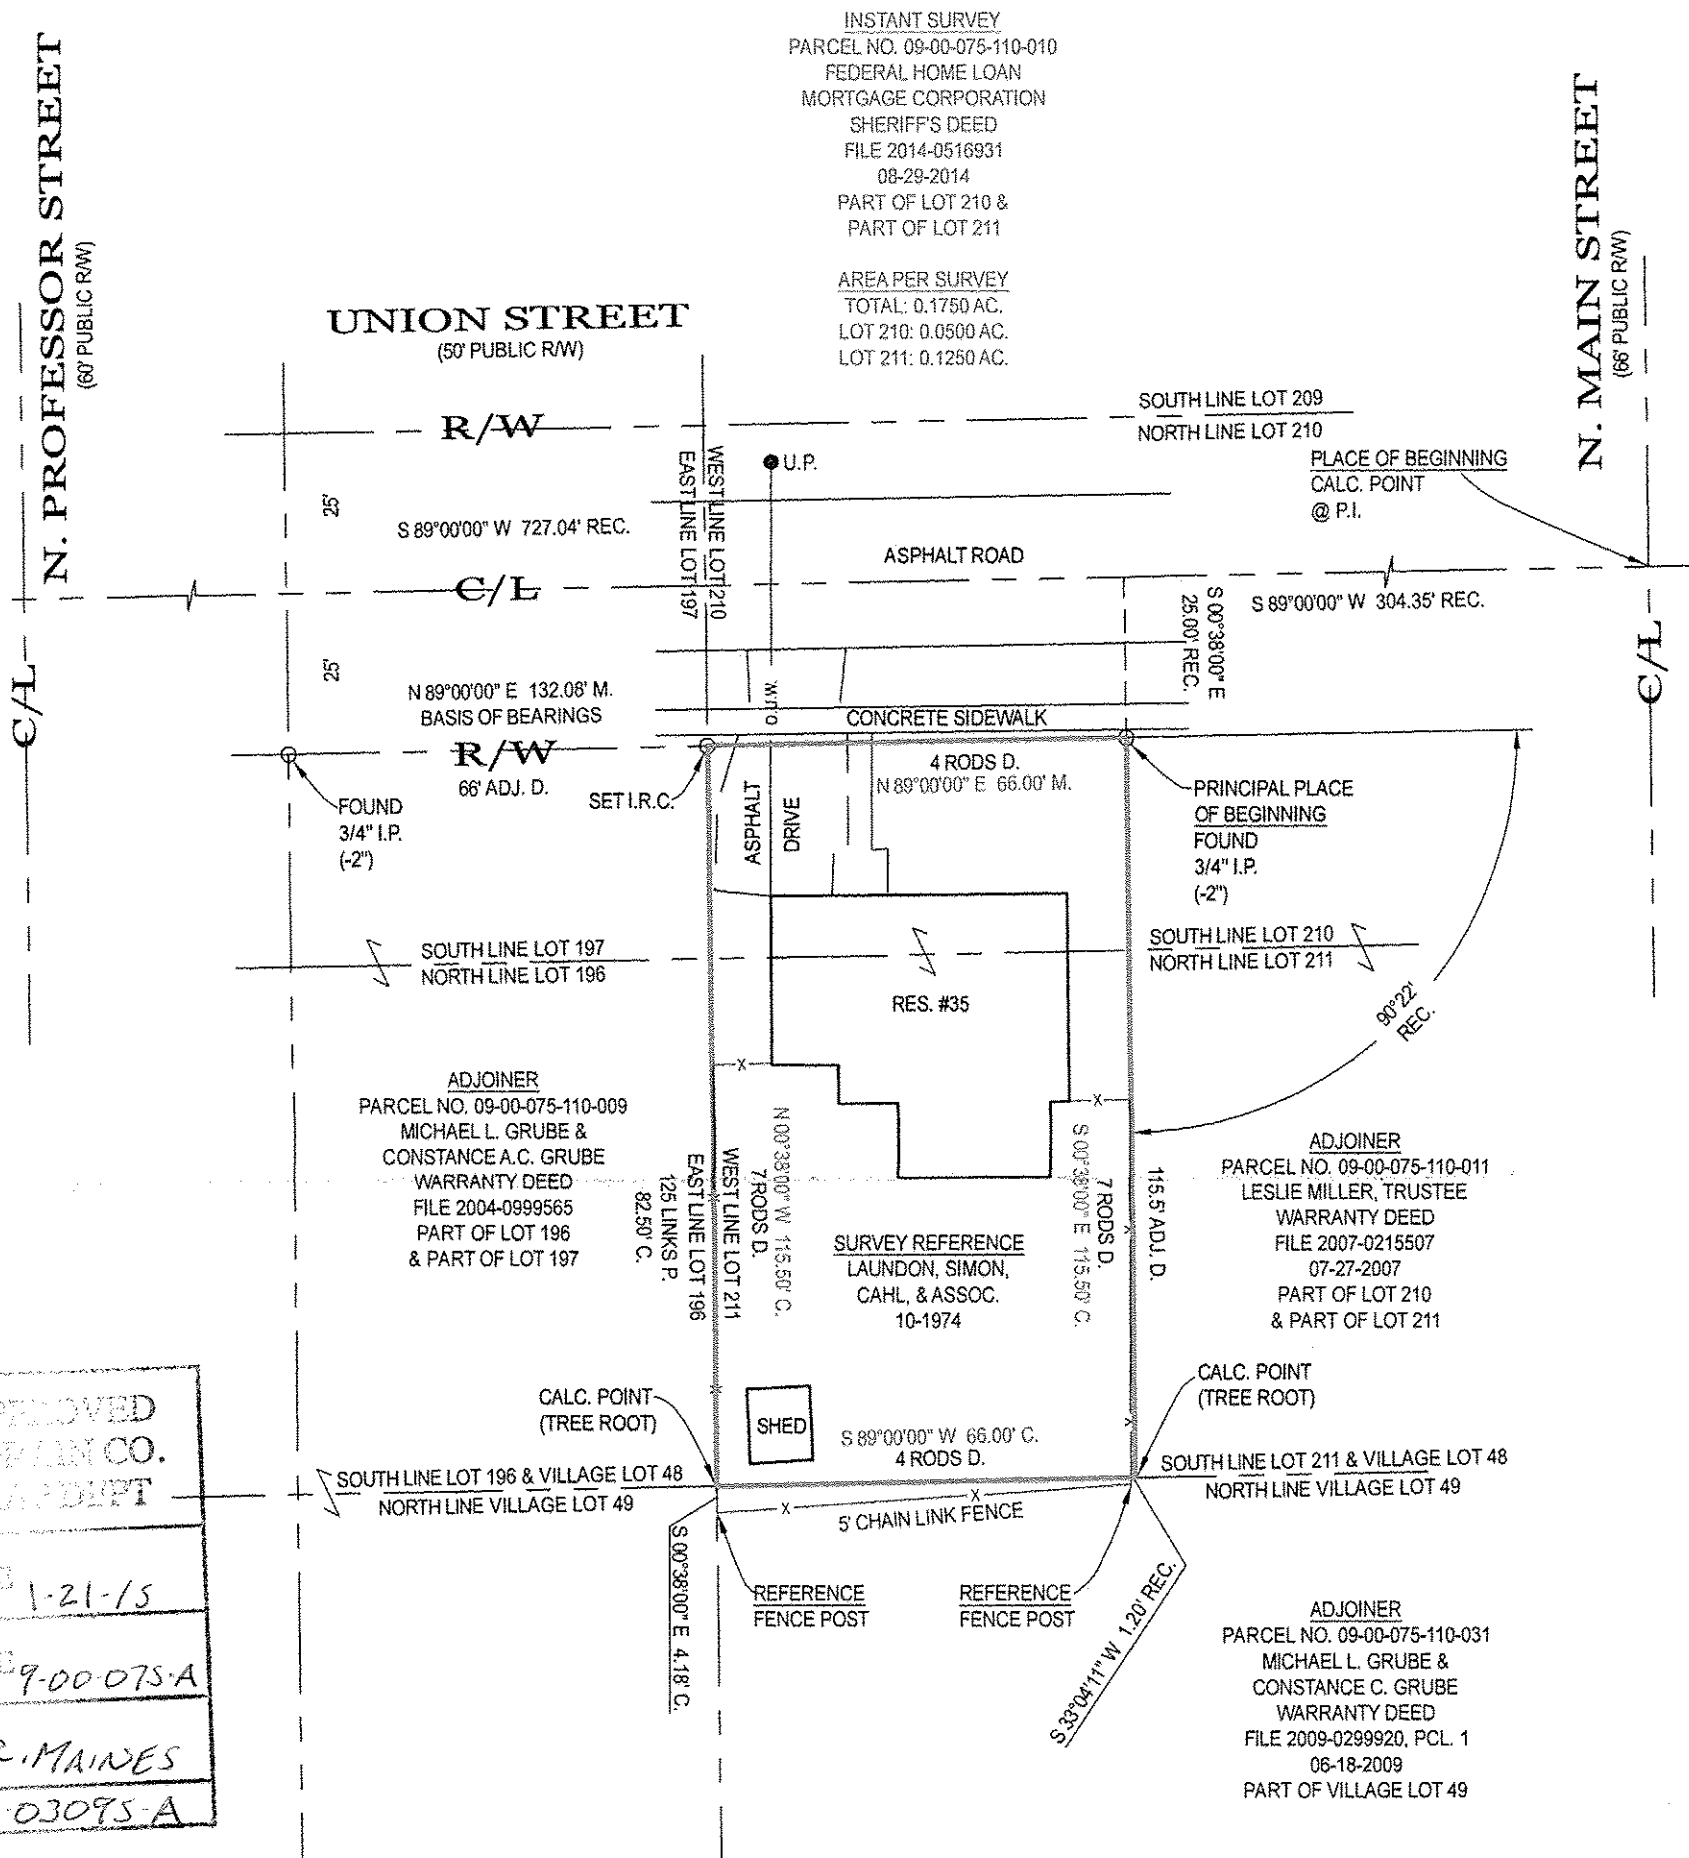 INSTANT SURVEY
PARCEL NO. 09-00-075-110-010
FEDERAL HOME LOAN
MORTGAGE CORPORATION
SHERIFF'S DEED
FILE 2014-0516931
08-29-2014
PART OF LOT 210 &
PART OF LOT 211
AREA PER SURVEY
TOTAL: 0.1750 AC.
LOT 210: 0.0500 AC.
LOT 211: 0.1250 AC.
N. PROFESSOR STREET
(60' PUBLIC R/W)
UNION STREET
(50' PUBLIC R/W)
N. MAIN STREET
(66' PUBLIC R/W)
R/W
SOUTH LINE LOT 209
NORTH LINE LOT 210
PLACE OF BEGINNING
CALC. POINT
@ P.I.
U.P.
WEST LINE LOT 210
EAST LINE LOT 197
25'
S 89°00'00" W 727.04' REC.
ASPHALT ROAD
C/L
S 89°00'00" W 304.35' REC.
S 00°38'00" E
25.00' REC.
C/L
C/L
25'
N 89°00'00" E 132.08' M.
BASIS OF BEARINGS
O.U.W.
CONCRETE SIDEWALK
R/W
66' ADJ. D.
SET I.R.C.
4 RODS D.
N 89°00'00" E 66.00' M.
FOUND
3/4" I.P.
(-2")
ASPHALT
DRIVE
PRINCIPAL PLACE
OF BEGINNING
FOUND
3/4" I.P.
(-2")
SOUTH LINE LOT 197
NORTH LINE LOT 196
SOUTH LINE LOT 210
NORTH LINE LOT 211
RES. #35
90°22'
REC.
X
X
ADJOINER
PARCEL NO. 09-00-075-110-009
MICHAEL L. GRUBE &
CONSTANCE A.C. GRUBE
WARRANTY DEED
FILE 2004-0999565
PART OF LOT 196
& PART OF LOT 197
N 00°38'00" W 115.50' C.
7 RODS D.
WEST LINE LOT 211
EAST LINE LOT 196
125 LINKS P.
82.50' C.
SURVEY REFERENCE
LAUNDON, SIMON,
CAHL, & ASSOC.
10-1974
115.5' ADJ. D.
7 RODS D.
S 00°38'00" E 115.50' C.
ADJOINER
PARCEL NO. 09-00-075-110-011
LESLIE MILLER, TRUSTEE
WARRANTY DEED
FILE 2007-0215507
07-27-2007
PART OF LOT 210
& PART OF LOT 211
CALC. POINT
(TREE ROOT)
SHED
CALC. POINT
(TREE ROOT)
S 89°00'00" W 66.00' C.
4 RODS D.
SOUTH LINE LOT 196 & VILLAGE LOT 48
NORTH LINE VILLAGE LOT 49
SOUTH LINE LOT 211 & VILLAGE LOT 48
NORTH LINE VILLAGE LOT 49
X
X
5' CHAIN LINK FENCE
S 00°38'00" E 4.18' C.
REFERENCE
FENCE POST
REFERENCE
FENCE POST
S 33°04'11" W 1.20' REC.
ADJOINER
PARCEL NO. 09-00-075-110-031
MICHAEL L. GRUBE &
CONSTANCE C. GRUBE
WARRANTY DEED
FILE 2009-0299920, PCL. 1
06-18-2009
PART OF VILLAGE LOT 49
CO.
1-21-15
9-00-075-A
MAINES
-03095-A